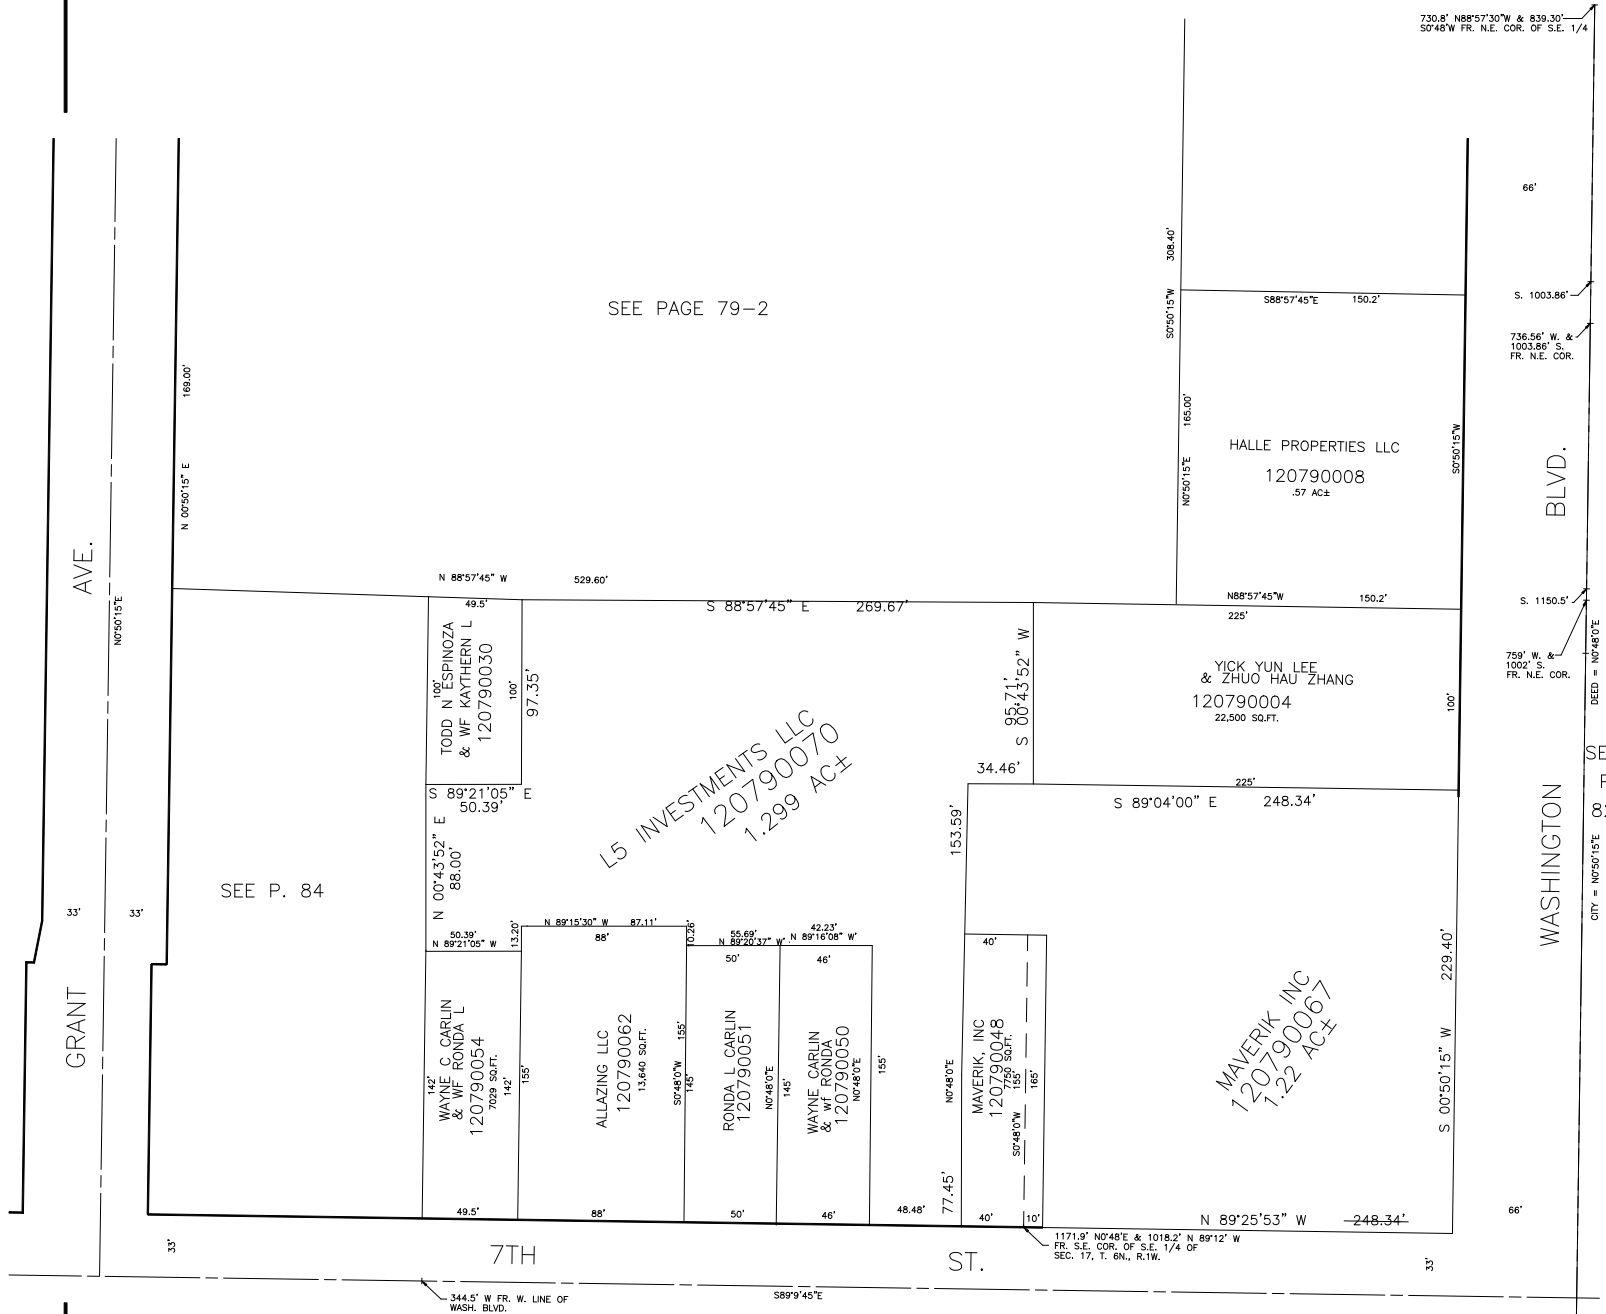 730.8' N88°57'30"W & 839.30'
S0°48'W FR. N.E. COR. OF S.E. 1/4
66'
308.40'
S0°50'15"W
S88°57'45"E 150.2'
S. 1003.86'
736.56' W. &
1003.86' S.
FR. N.E. COR.
SEE PAGE 79-2
169.00'
N 00°50'15" E
165.00'
N0°50'15"E
HALLE PROPERTIES LLC
120790008
.57 AC±
S0°50'15"W
BLVD.
AVE.
N0°50'15"E
N 88°57'45" W 529.60'
N88°57'45"W 150.2'
S. 1150.5'
49.5'
S 88°57'45" E 269.67'
225'
TODD N ESPINOZA
& WF KAYTHERN L
120790030
100'
100'
97.35'
95.71'
S 00°43'52" W
YICK YUN LEE
& ZHUO HAU ZHANG
120790004
22,500 SQ.FT.
100'
759' W. &
1002' S.
FR. N.E. COR.
DEED = N0°48'0"E
L5 INVESTMENTS LLC
120790070
1.299 AC±
34.46'
225'
S 89°21'05" E
50.39'
S 89°04'00" E 248.34'
153.59'
N 00°43'52" E
88.00'
SEE P. 84
33'
33'
WASHINGTON
CITY = N0°50'15"E
50.39'
N 89°21'05" W
13.20'
N 89°15'30" W 87.11'
88'
10.26'
55.69'
N 89°20'37" W
42.23'
N 89°16'08" W
50'
46'
40'
229.40'
S 00°50'15" W
GRANT
142'
WAYNE C CARLIN
& WF RONDA L
120790054
7029 SQ.FT.
142'
155'
ALLAZING LLC
120790062
13,640 SQ.FT.
155'
S0°48'0"W
145'
RONDA L CARLIN
120790051
N0°48'0"E
145'
WAYNE CARLIN
& wf RONDA
120790050
N0°48'0"E
155'
N0°48'0"E
77.45'
MAVERIK, INC
120790048
7750 SQ.FT.
155'
S0°48'0"W
165'
MAVERIK INC
120790067
1.22 AC±
49.5'
88'
50'
46'
48.48'
40'
10'
N 89°25'53" W 248.34'
66'
33'
7TH ST.
1171.9' N0°48'E & 1018.2' N 89°12' W
FR. S.E. COR. OF S.E. 1/4 OF
SEC. 17, T. 6N., R.1W.
33'
344.5' W FR. W. LINE OF
WASH. BLVD.
S89°9'45"E